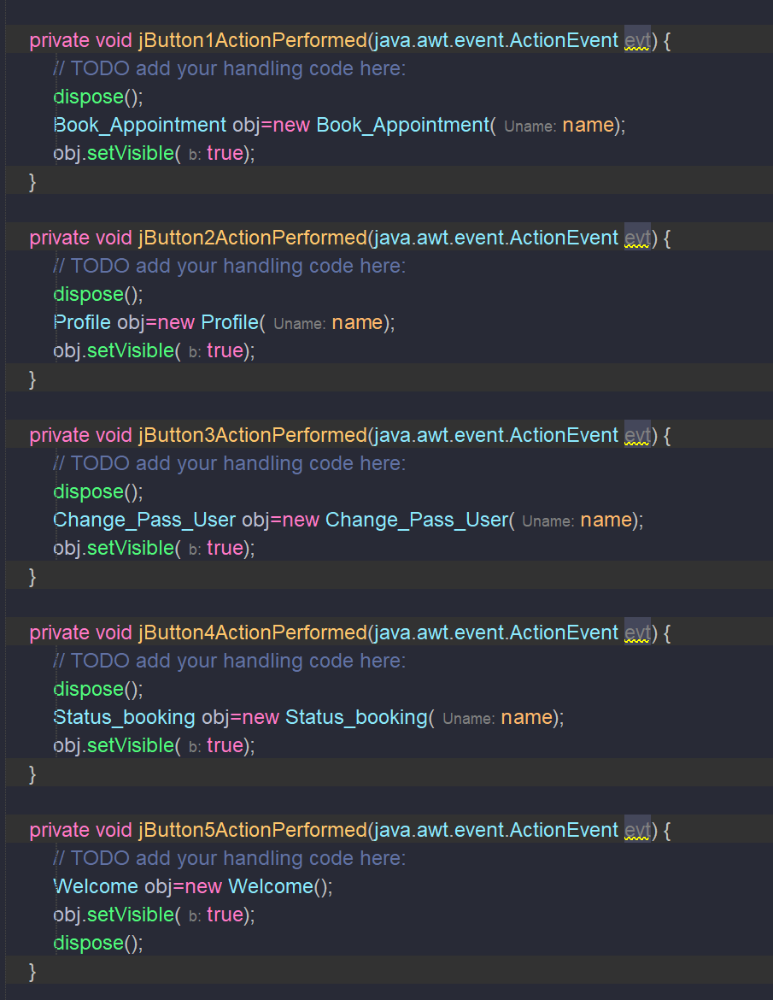 private void jButton1ActionPerformed(java.awt.event.ActionEvent evt) {
// TODO add your handling code here:
dispose();
Book_Appointment obj=new Book_Appointment( Uname: name);
obj.setVisible( b: true);
}
private void jButton2ActionPerformed(java.awt.event.ActionEvent evt) {
// TODO add your handling code here:
dispose();
Profile obj=new Profile( Uname: name);
obj.setVisible( b: true);
}
private void jButton3ActionPerformed(java.awt.event.ActionEvent evt) {
// TODO add your handling code here:
dispose();
Change_Pass_User obj=new Change_Pass_User( Uname: name);
obj.setVisible( b: true);
}
private void jButton4ActionPerformed(java.awt.event.ActionEvent evt) {
// TODO add your handling code here:
dispose();
Status_booking obj=new Status_booking( Uname: name);
obj.setVisible( b: true);
}
private void jButton5ActionPerformed(java.awt.event.ActionEvent evt) {
// TODO add your handling code here:
Welcome obj=new Welcome();
obj.setVisible( b: true);
dispose();
}